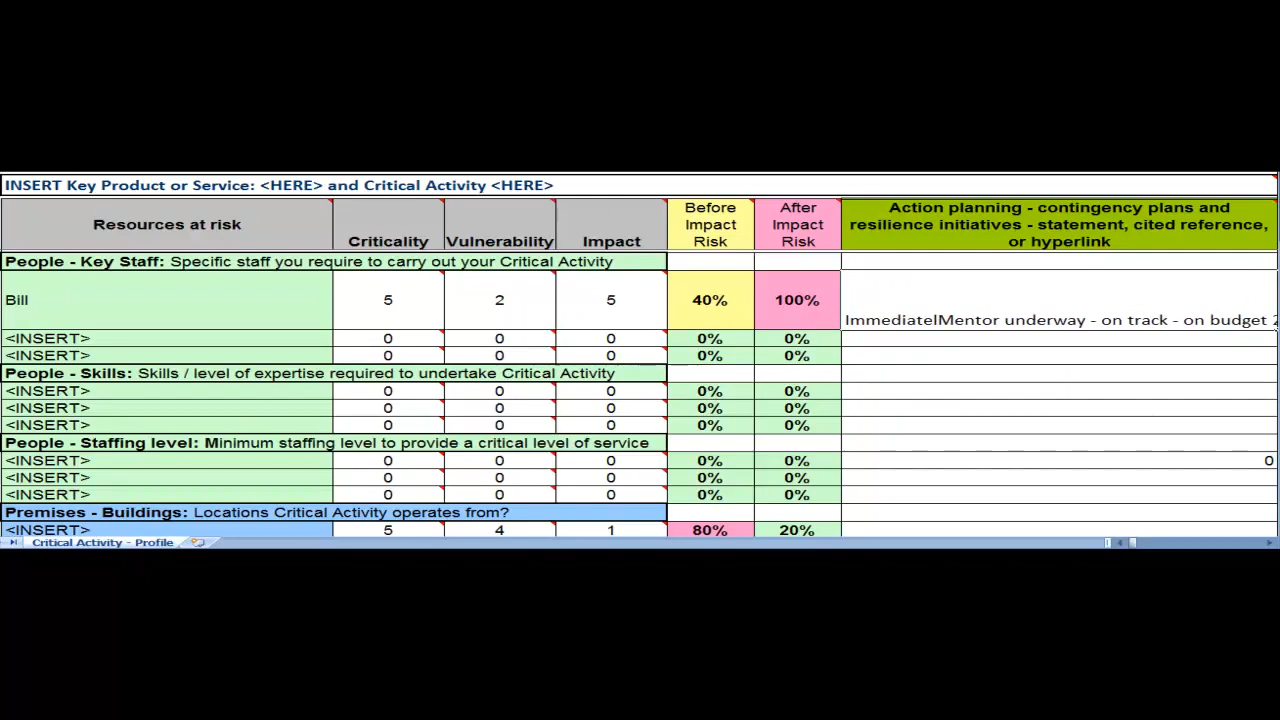 INSERT Key Product or Service: <HERE> and Critical Activity <HERE>
Resources at risk Criticality Vulnerability Impact Before Impact Risk After Impact Risk Action planning - contingency plans and resilience initiatives - statement, cited reference, or hyperlink
People - Key Staff: Specific staff you require to carry out your Critical Activity
Bill 5 2 5 40% 100% ImmediateIMentor underway - on track - on budget 2
<INSERT> 0 0 0 0% 0%
<INSERT> 0 0 0 0% 0%
People - Skills: Skills / level of expertise required to undertake Critical Activity
<INSERT> 0 0 0 0% 0%
<INSERT> 0 0 0 0% 0%
<INSERT> 0 0 0 0% 0%
People - Staffing level: Minimum staffing level to provide a critical level of service
<INSERT> 0 0 0 0% 0% 0
<INSERT> 0 0 0 0% 0%
<INSERT> 0 0 0 0% 0%
Premises - Buildings: Locations Critical Activity operates from?
<INSERT> 5 4 1 80% 20%
Critical Activity - Profile